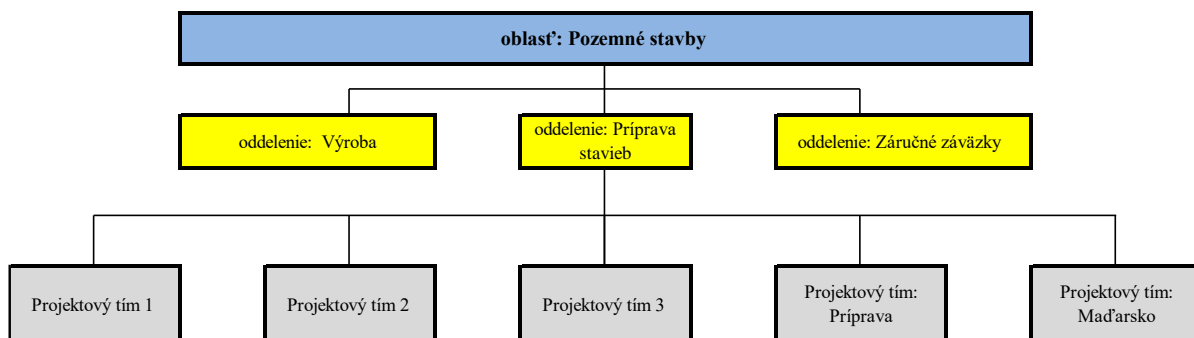 oblasť: Pozemné stavby
oddelenie:  Výroba
oddelenie: Príprava
stavieb
oddelenie: Záručné záväzky
Projektový tím 1
Projektový tím 2
Projektový tím 3
Projektový tím:
Príprava
Projektový tím:
Maďarsko